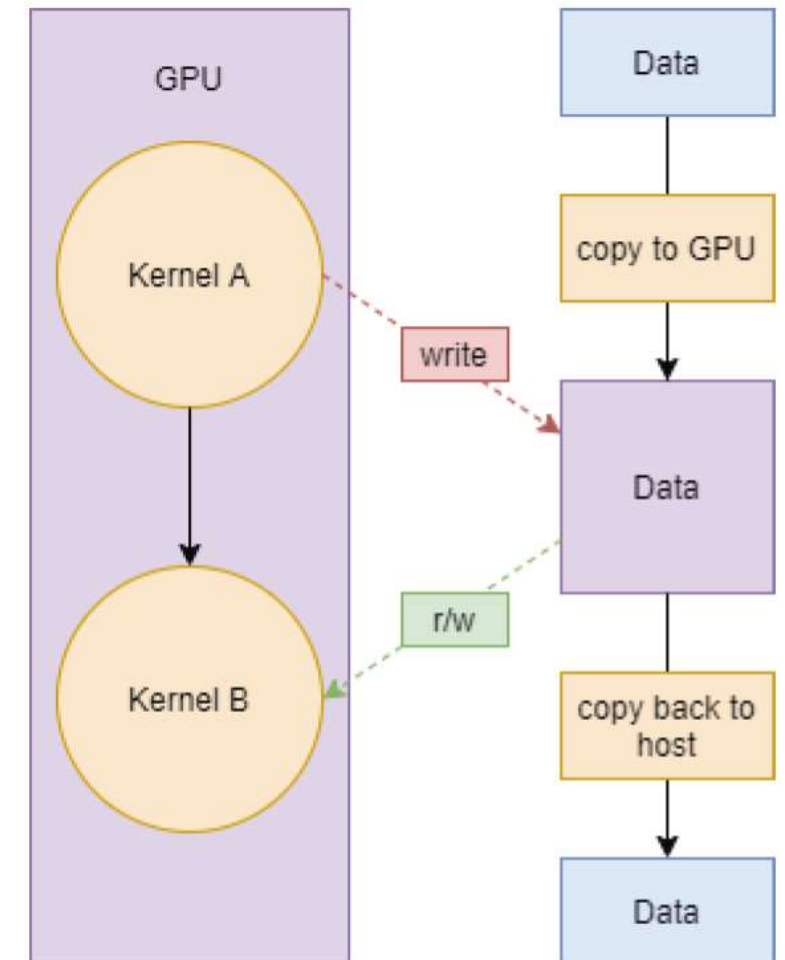 GPU
Kernel A
Kernel B
write
r/w
Data
copy to GPU
Data
copy back to
host
Data